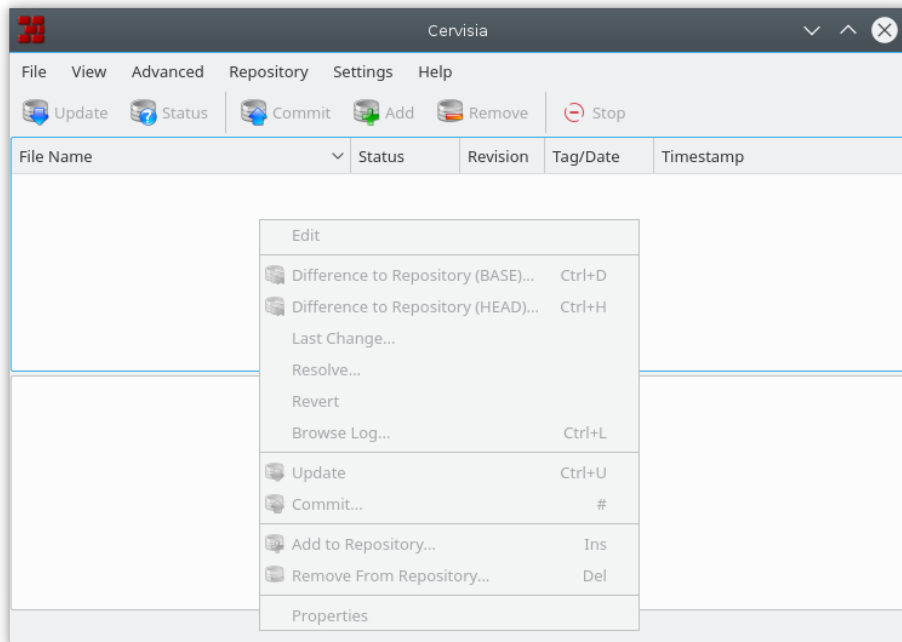 Cervisia
File View Advanced Repository Settings Help
Update Status Commit Add Remove Stop
File Name Status Revision Tag/Date Timestamp
Edit
Difference to Repository (BASE)... Ctrl+D
Difference to Repository (HEAD)... Ctrl+H
Last Change...
Resolve...
Revert
Browse Log... Ctrl+L
Update Ctrl+U
Commit... #
Add to Repository... Ins
Remove From Repository... Del
Properties